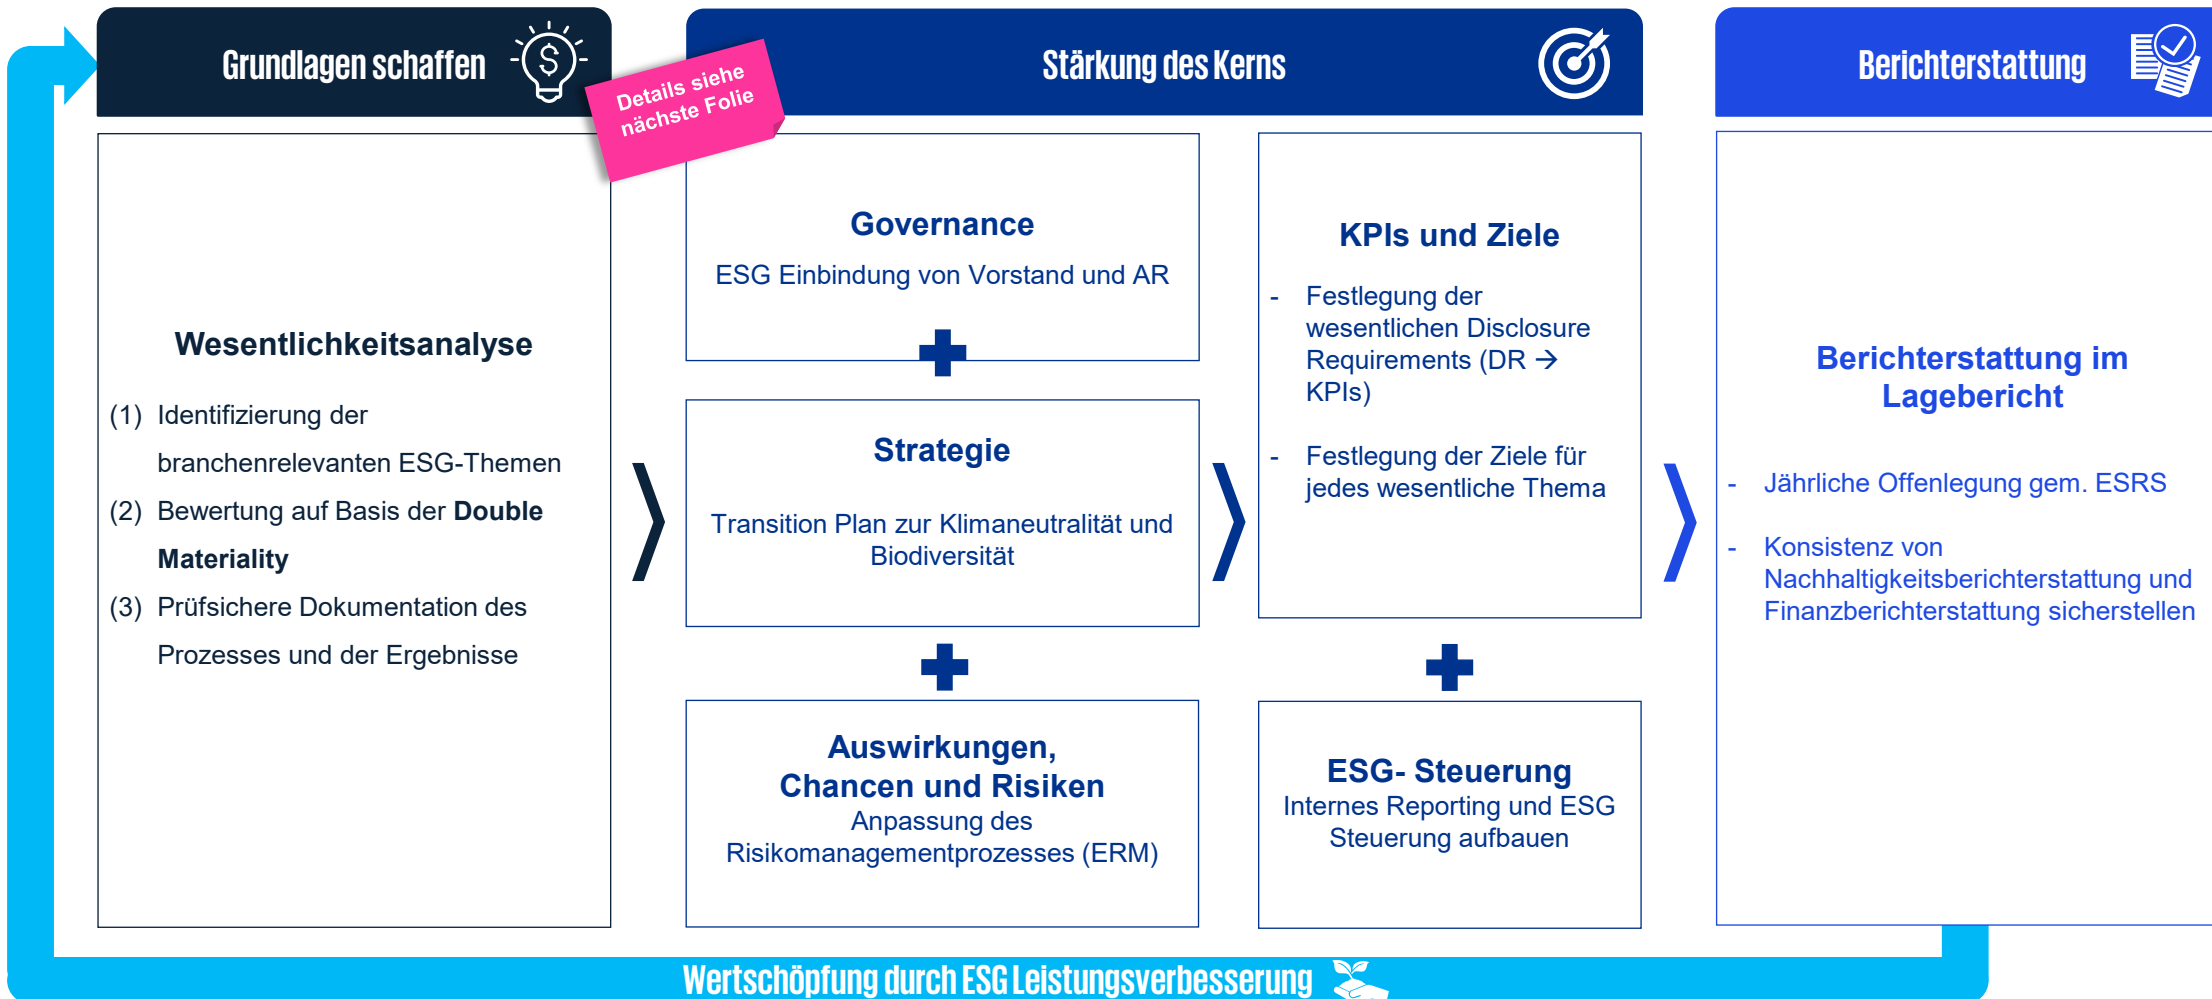 Grundlagen schaffen
Details siehe
nächste Folie
Stärkung des Kerns
Berichterstattung
Wesentlichkeitsanalyse
(1) Identifizierung der
branchenrelevanten ESG-Themen
(2) Bewertung auf Basis der Double
Materiality
(3) Prüfsichere Dokumentation des
Prozesses und der Ergebnisse
Governance
ESG Einbindung von Vorstand und AR
Strategie
Transition Plan zur Klimaneutralität und
Biodiversität
Auswirkungen,
Chancen und Risiken
Anpassung des
Risikomanagementprozesses (ERM)
KPIs und Ziele
- Festlegung der
wesentlichen Disclosure
Requirements (DR →
KPIs)
- Festlegung der Ziele für
jedes wesentliche Thema
ESG- Steuerung
Internes Reporting und ESG
Steuerung aufbauen
Berichterstattung im
Lagebericht
- Jährliche Offenlegung gem. ESRS
- Konsistenz von
Nachhaltigkeitsberichterstattung und
Finanzberichterstattung sicherstellen
Wertschöpfung durch ESG Leistungsverbesserung